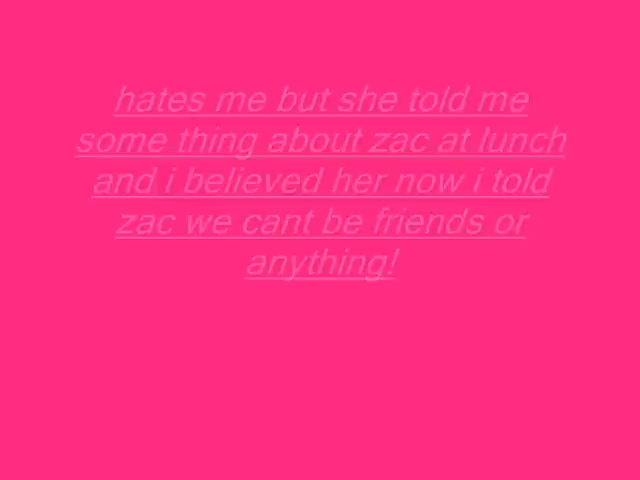 hates me but she told me
some thing about zac at lunch
and i believed her now i told
zac we cant be friends or
anything!